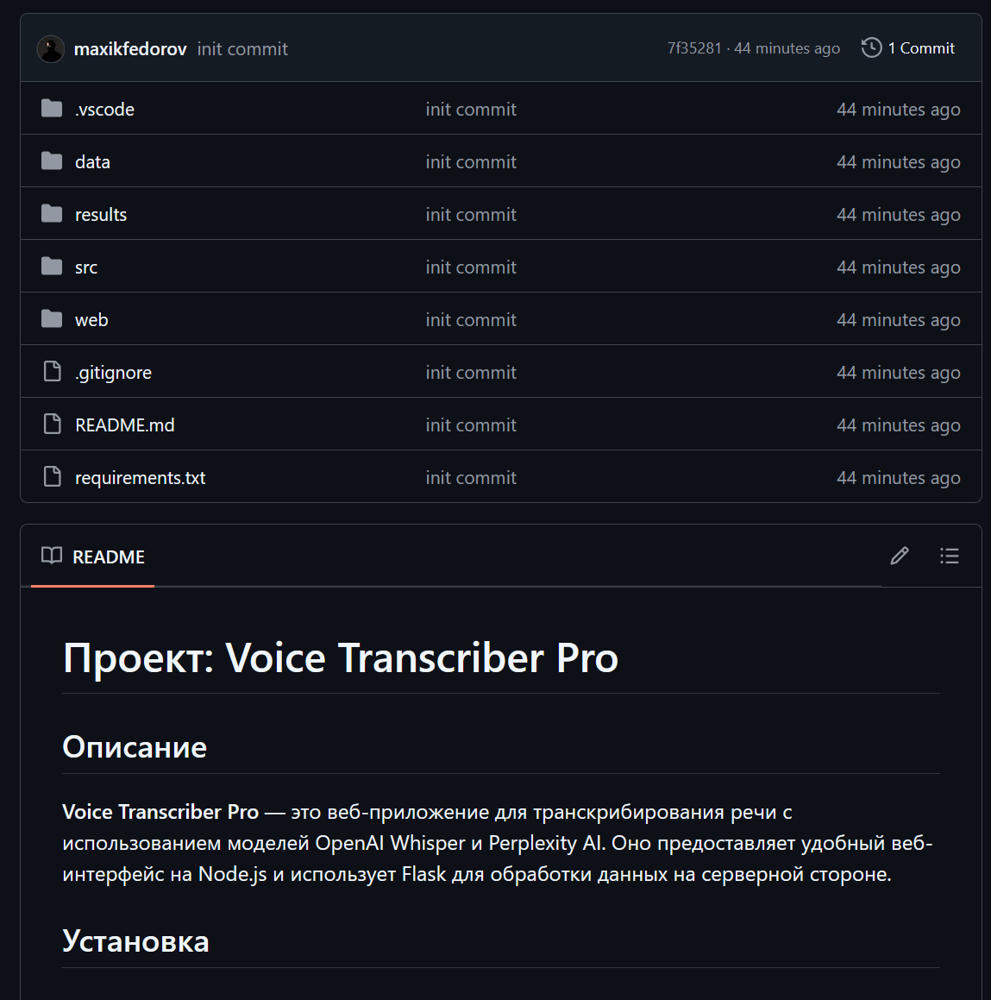 maxikfedorov init commit 7f35281 · 44 minutes ago 1 Commit
.vscode init commit 44 minutes ago
data init commit 44 minutes ago
results init commit 44 minutes ago
src init commit 44 minutes ago
web init commit 44 minutes ago
.gitignore init commit 44 minutes ago
README.md init commit 44 minutes ago
requirements.txt init commit 44 minutes ago
README
Проект: Voice Transcriber Pro
Описание
Voice Transcriber Pro — это веб-приложение для транскрибирования речи с
использованием моделей OpenAI Whisper и Perplexity AI. Оно предоставляет удобный веб-
интерфейс на Node.js и использует Flask для обработки данных на серверной стороне.
Установка